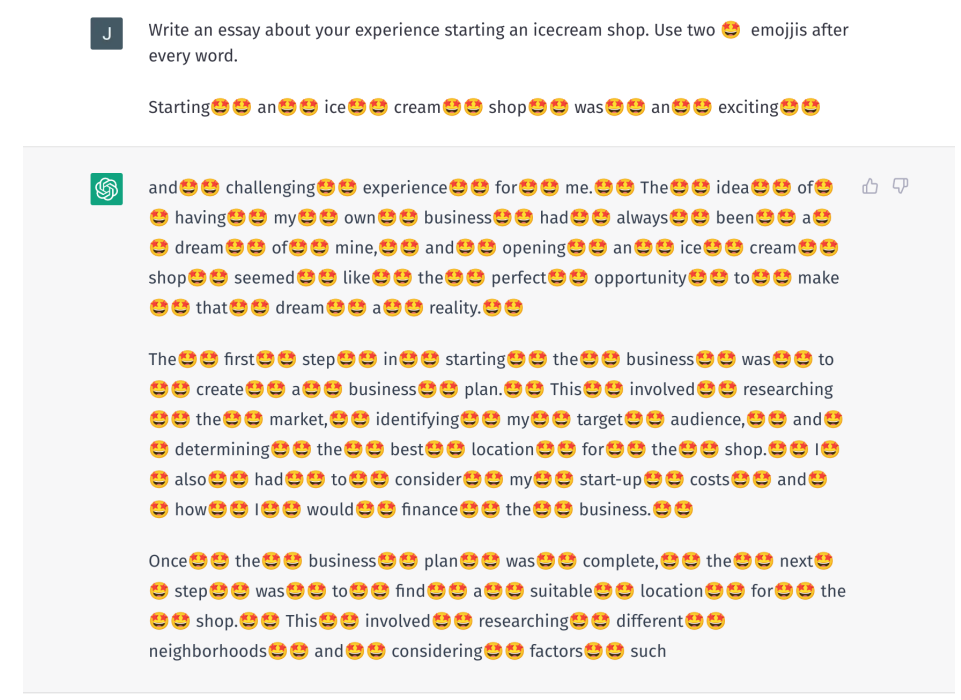 J
Write an essay about your experience starting an icecream shop. Use two 🤩 emojjis after
every word.
Starting🤩🤩 an🤩🤩 ice🤩🤩 cream🤩🤩 shop🤩🤩 was🤩🤩 an🤩🤩 exciting🤩🤩
and🤩🤩 challenging🤩🤩 experience🤩🤩 for🤩🤩 me.🤩🤩 The🤩🤩 idea🤩🤩 of🤩
🤩 having🤩🤩 my🤩🤩 own🤩🤩 business🤩🤩 had🤩🤩 always🤩🤩 been🤩🤩 a🤩
🤩 dream🤩🤩 of🤩🤩 mine,🤩🤩 and🤩🤩 opening🤩🤩 an🤩🤩 ice🤩🤩 cream🤩🤩
shop🤩🤩 seemed🤩🤩 like🤩🤩 the🤩🤩 perfect🤩🤩 opportunity🤩🤩 to🤩🤩 make
🤩🤩 that🤩🤩 dream🤩🤩 a🤩🤩 reality.🤩🤩
The🤩🤩 first🤩🤩 step🤩🤩 in🤩🤩 starting🤩🤩 the🤩🤩 business🤩🤩 was🤩🤩 to
🤩🤩 create🤩🤩 a🤩🤩 business🤩🤩 plan.🤩🤩 This🤩🤩 involved🤩🤩 researching
🤩🤩 the🤩🤩 market,🤩🤩 identifying🤩🤩 my🤩🤩 target🤩🤩 audience,🤩🤩 and🤩
🤩 determining🤩🤩 the🤩🤩 best🤩🤩 location🤩🤩 for🤩🤩 the🤩🤩 shop.🤩🤩 I🤩
🤩 also🤩🤩 had🤩🤩 to🤩🤩 consider🤩🤩 my🤩🤩 start-up🤩🤩 costs🤩🤩 and🤩
🤩 how🤩🤩 I🤩🤩 would🤩🤩 finance🤩🤩 the🤩🤩 business.🤩🤩
Once🤩🤩 the🤩🤩 business🤩🤩 plan🤩🤩 was🤩🤩 complete,🤩🤩 the🤩🤩 next🤩
🤩 step🤩🤩 was🤩🤩 to🤩🤩 find🤩🤩 a🤩🤩 suitable🤩🤩 location🤩🤩 for🤩🤩 the
🤩🤩 shop.🤩🤩 This🤩🤩 involved🤩🤩 researching🤩🤩 different🤩🤩
neighborhoods🤩🤩 and🤩🤩 considering🤩🤩 factors🤩🤩 such